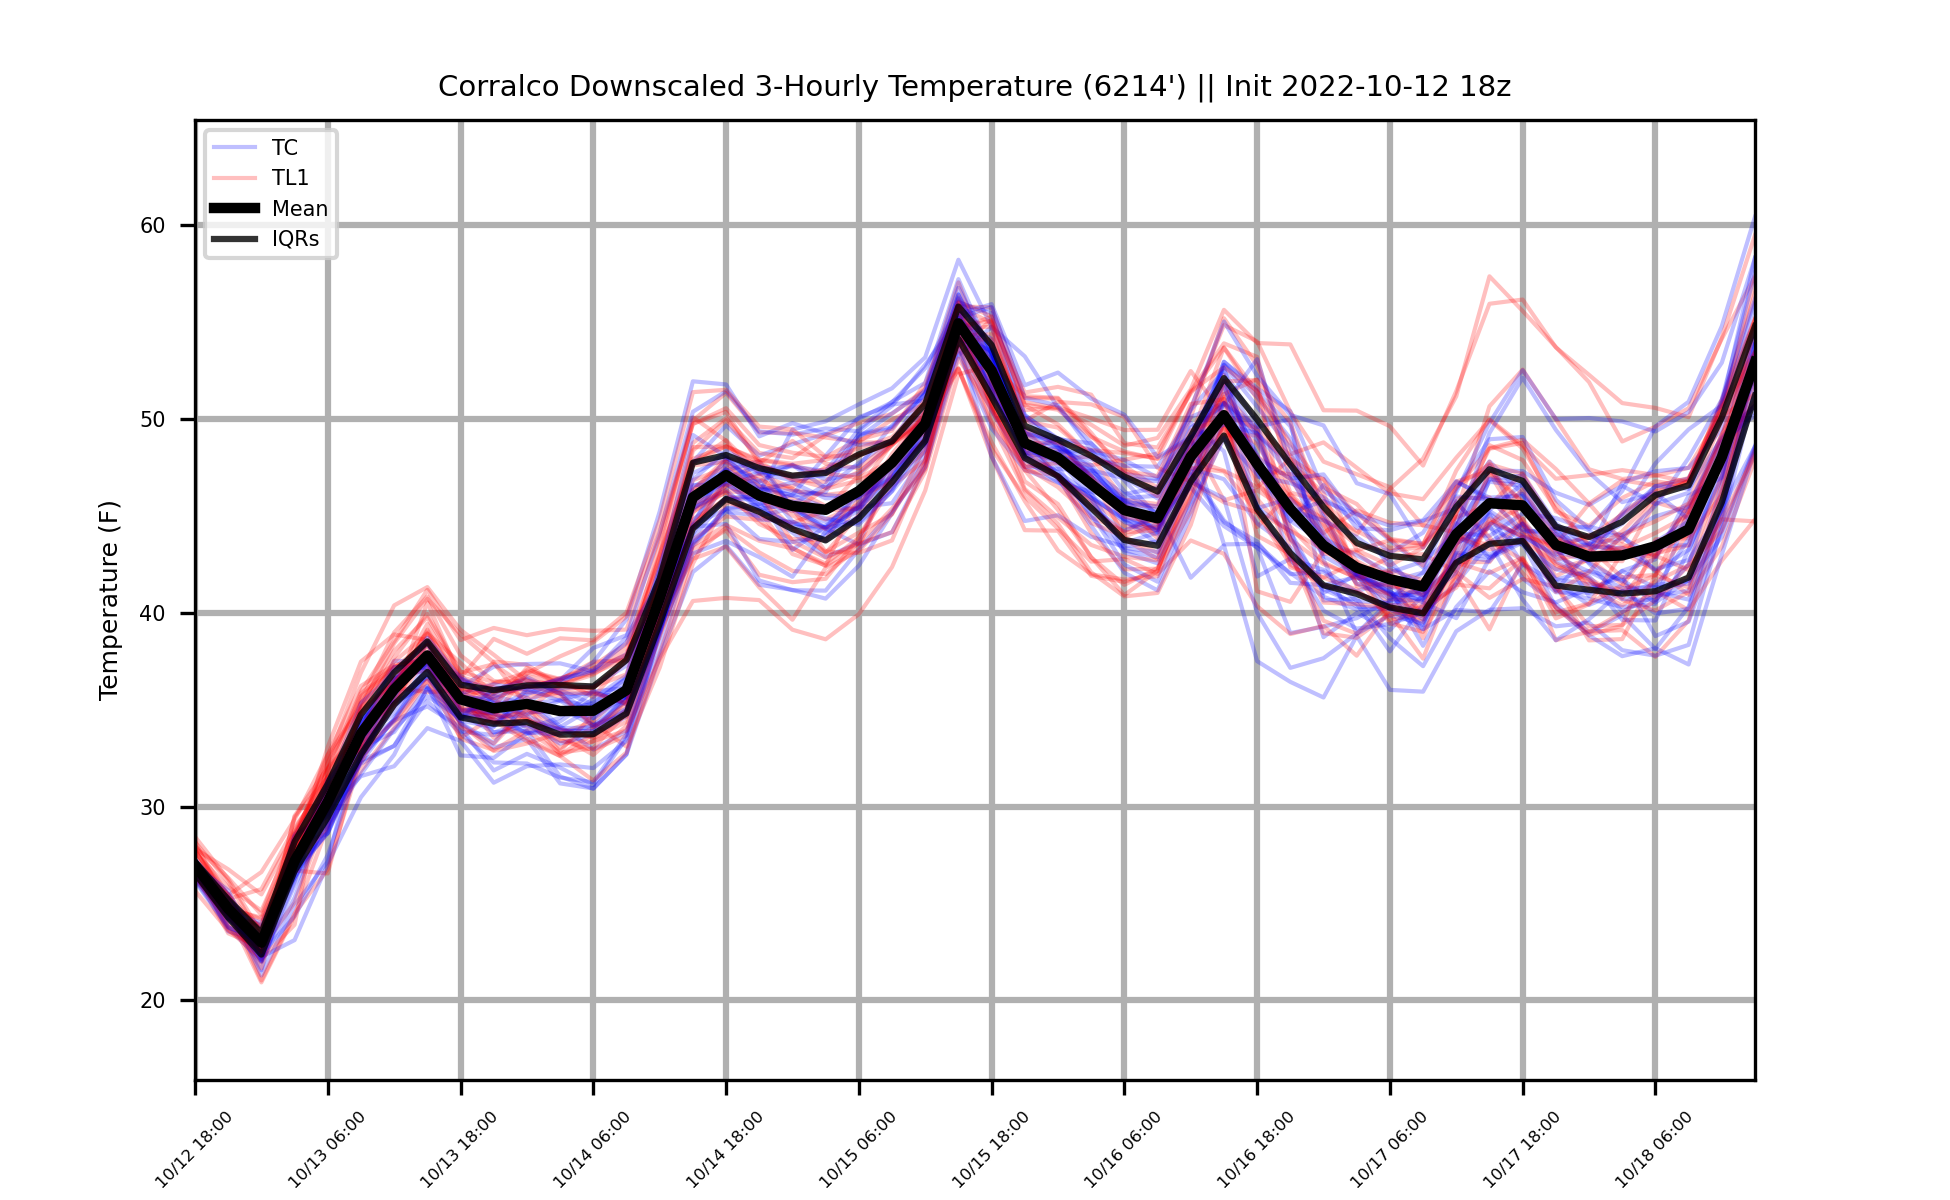 Corralco Downscaled 3-Hourly Temperature (6214') || Init 2022-10-12 18z
TC
TL1
Mean
IQRs
Temperature (F)
60
50
40
30
20
10/12 18:00
10/13 06:00
10/13 18:00
10/14 06:00
10/14 18:00
10/15 06:00
10/15 18:00
10/16 06:00
10/16 18:00
10/17 06:00
10/17 18:00
10/18 06:00